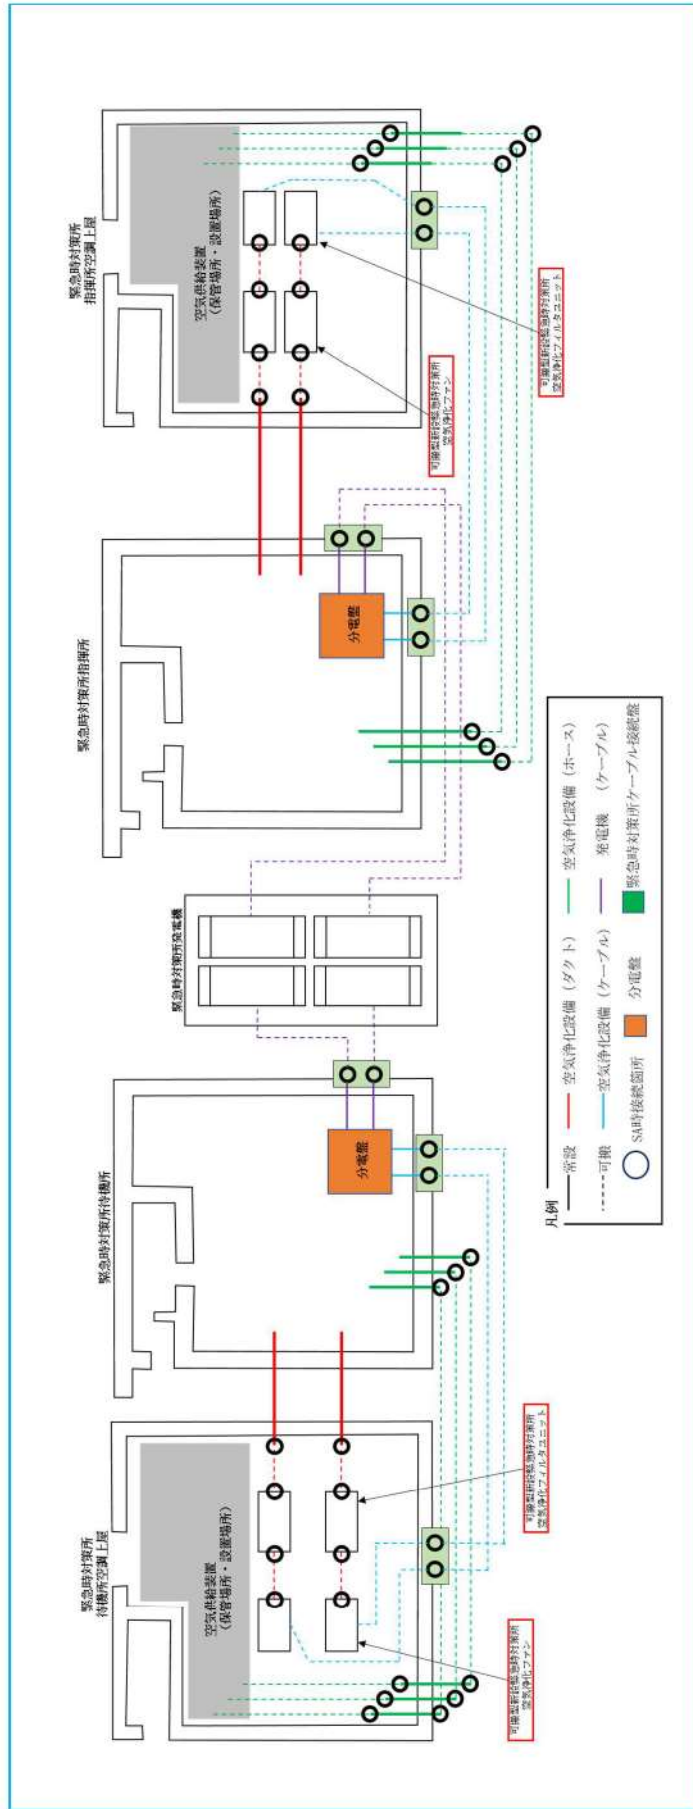 緊急時対策所
待機所空調上屋
空気供給装置
(保管場所・設置場所)
可搬型新設緊急時対策所
空気浄化ファン
可搬型新設緊急時対策所
空気浄化フィルタユニット
緊急時対策所待機所
分電盤
緊急時対策所発電機
緊急時対策所指揮所
分電盤
緊急時対策所
指揮所空調上屋
空気供給装置
(保管場所・設置場所)
可搬型新設緊急時対策所
空気浄化ファン
可搬型新設緊急時対策所
空気浄化フィルタユニット
凡例
常設 空気浄化設備(ダクト) 空気浄化設備(ホース)
可搬 空気浄化設備(ケーブル) 発電機 (ケーブル)
SA時接続箇所 分電盤 緊急時対策所ケーブル接続盤